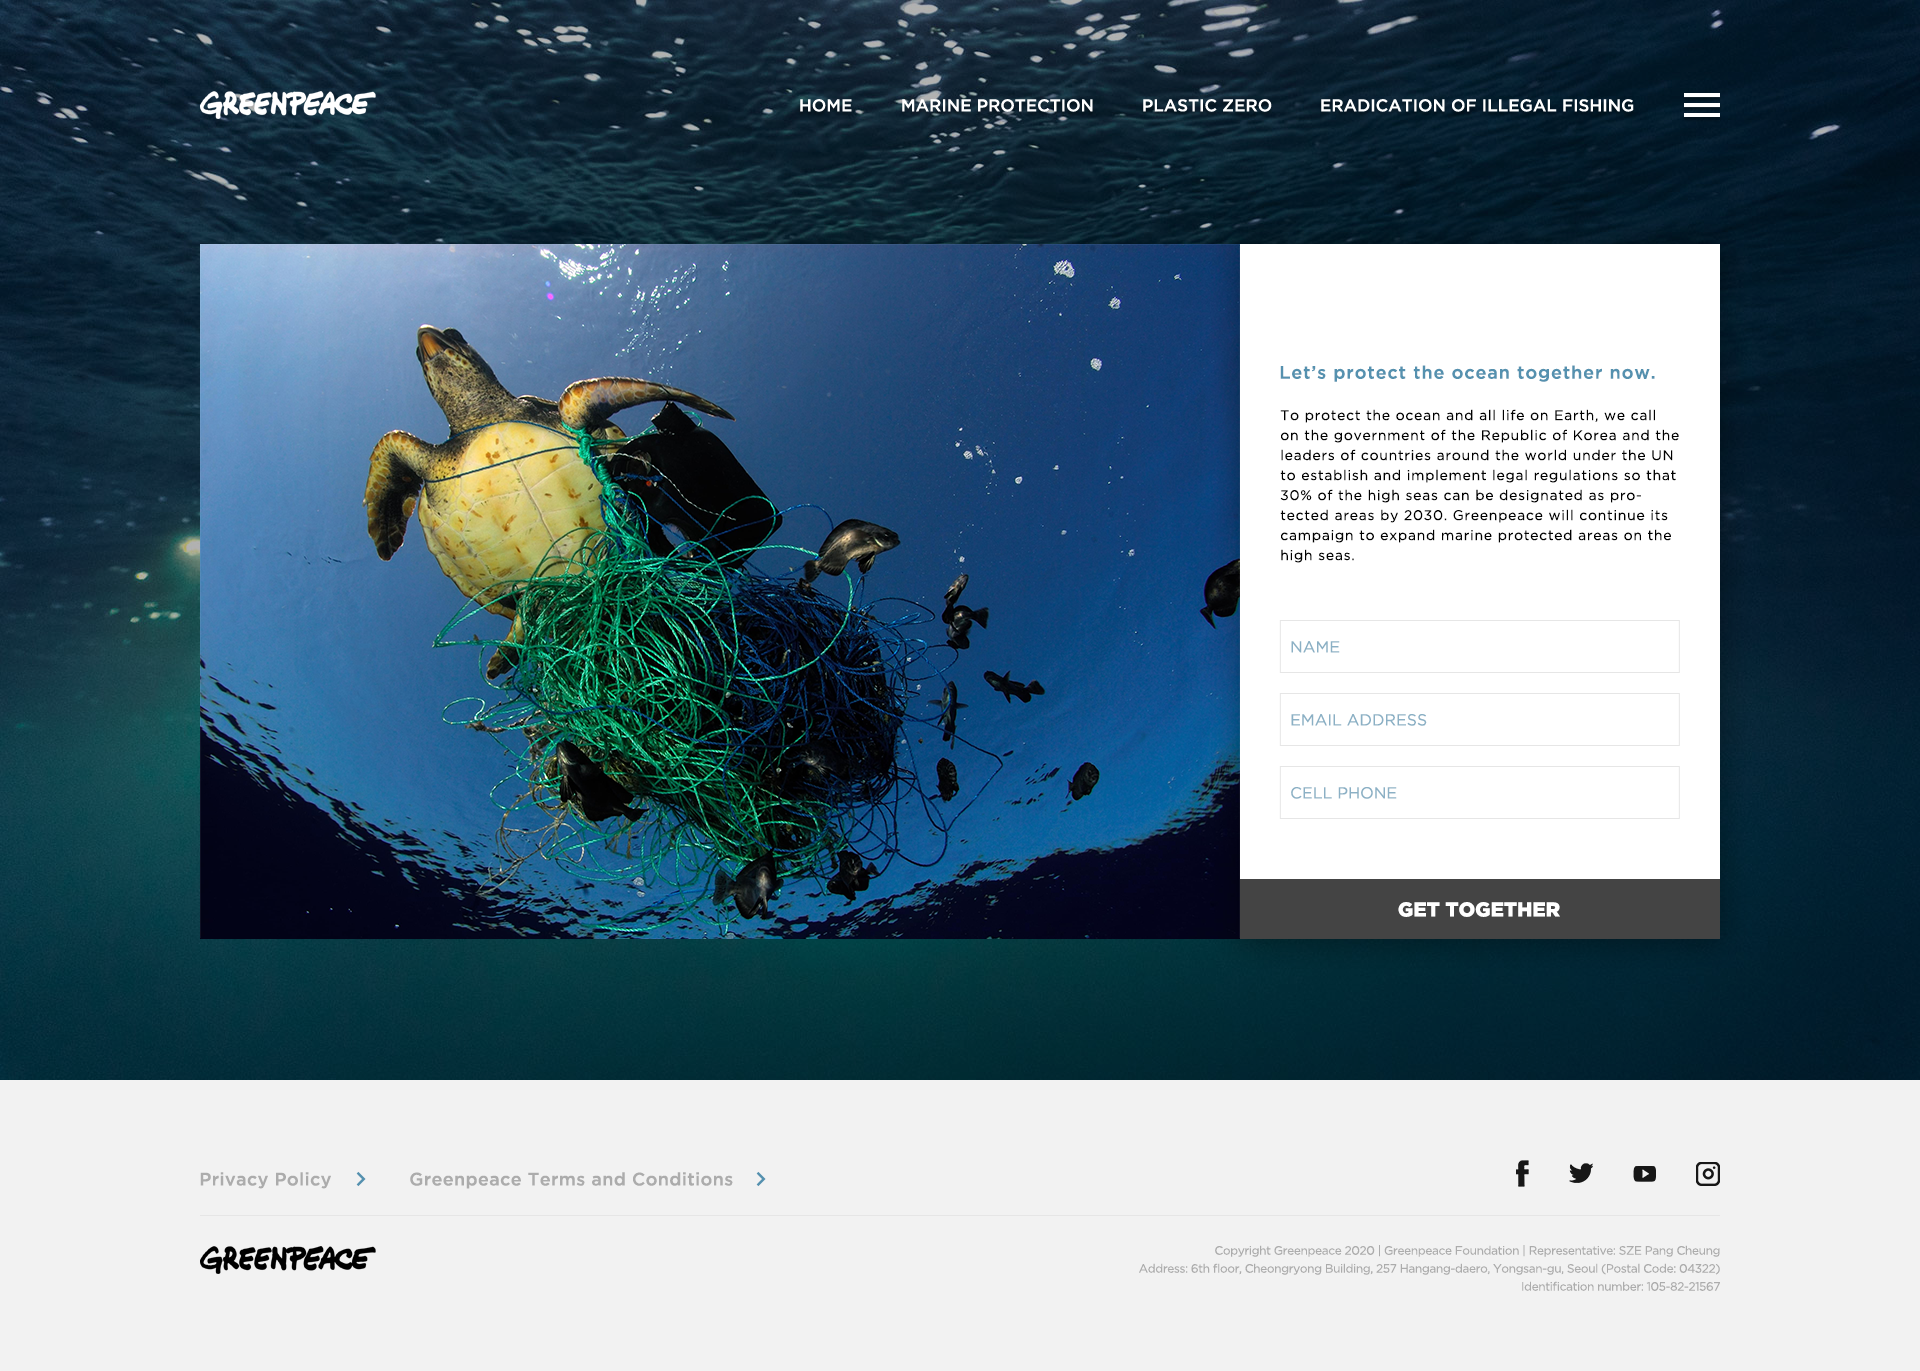 GREENPEACE
HOME MARINE PROTECTION PLASTIC ZERO ERADICATION OF ILLEGAL FISHING
Let’s protect the ocean together now.
To protect the ocean and all life on Earth, we call
on the government of the Republic of Korea and the
leaders of countries around the world under the UN
to establish and implement legal regulations so that
30% of the high seas can be designated as pro-
tected areas by 2030. Greenpeace will continue its
campaign to expand marine protected areas on the
high seas.
NAME
EMAIL ADDRESS
CELL PHONE
GET TOGETHER
Privacy Policy
Greenpeace Terms and Conditions
GREENPEACE
Copyright Greenpeace 2020 | Greenpeace Foundation | Representative: SZE Pang Cheung
Address: 6th floor, Cheongryong Building, 257 Hangang-daero, Yongsan-gu, Seoul (Postal Code: 04322)
Identification number: 105-82-21567